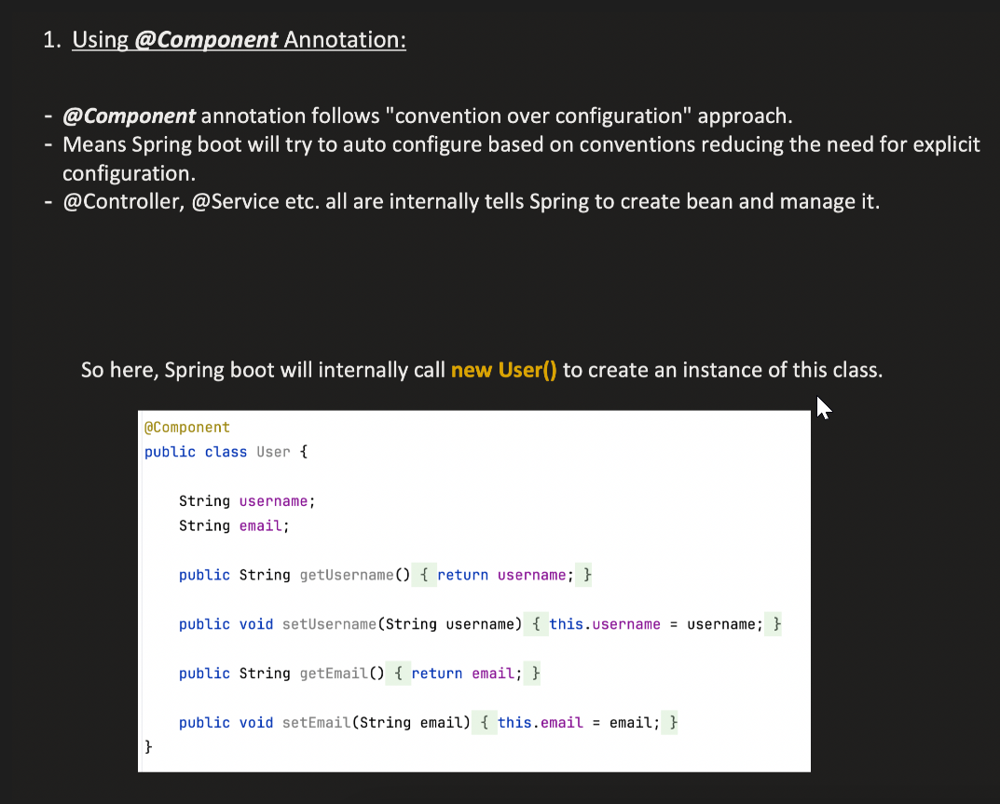 1. Using @Component Annotation:
- @Component annotation follows "convention over configuration" approach.
- Means Spring boot will try to auto configure based on conventions reducing the need for explicit
configuration.
- @Controller, @Service etc. all are internally tells Spring to create bean and manage it.
So here, Spring boot will internally call new User() to create an instance of this class.
@Component
public class User {
String username;
String email;
public String getUsername() { return username; }
public void setUsername(String username) { this.username = username; }
public String getEmail() { return email; }
public void setEmail(String email) { this.email = email; }
}